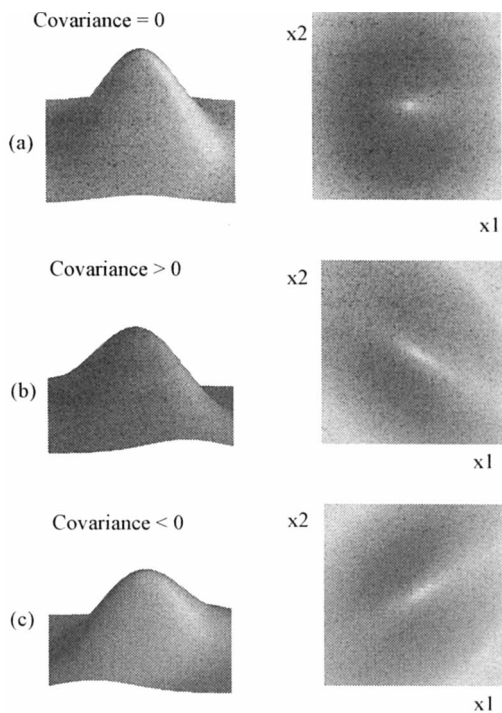 Covariance = 0
x2
(a)
x1
Covariance > 0
x2
(b)
x1
Covariance < 0
x2
(c)
x1